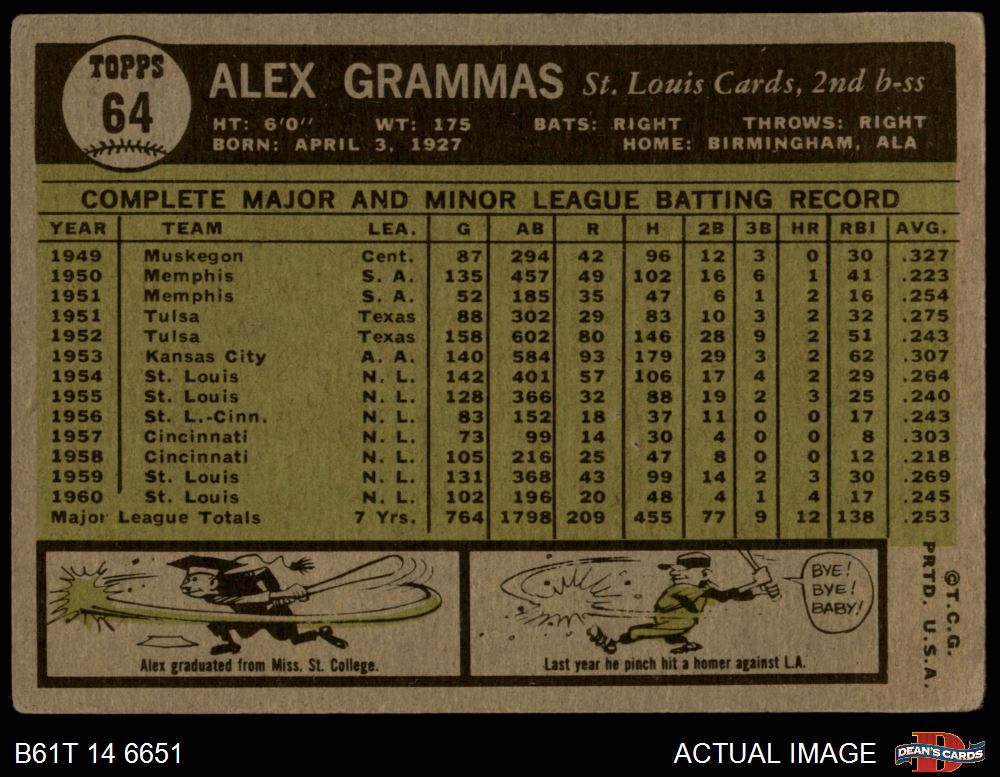 TOPPS
64
ALEX GRAMMAS St. Louis Cards, 2nd b-ss
HT: 6'0" WT: 175 BATS: RIGHT THROWS: RIGHT
BORN: APRIL 3, 1927 HOME: BIRMINGHAM, ALA
COMPLETE MAJOR AND MINOR LEAGUE BATTING RECORD
YEAR TEAM LEA. G AB R H 2B 3B HR RBI AVG.
1949 Muskegon Cent. 87 294 42 96 12 3 0 30 .327
1950 Memphis S. A. 135 457 49 102 16 6 1 41 .223
1951 Memphis S. A. 52 185 35 47 6 1 2 16 .254
1951 Tulsa Texas 88 302 29 83 10 3 2 32 .275
1952 Tulsa Texas 158 602 80 146 28 9 2 51 .243
1953 Kansas City A. A. 140 584 93 179 29 3 2 62 .307
1954 St. Louis N. L. 142 401 57 106 17 4 2 29 .264
1955 St. Louis N. L. 128 366 32 88 19 2 3 25 .240
1956 St. L.-Cinn. N. L. 83 152 18 37 11 0 0 17 .243
1957 Cincinnati N. L. 73 99 14 30 4 0 0 8 .303
1958 Cincinnati N. L. 105 216 25 47 8 0 0 12 .218
1959 St. Louis N. L. 131 368 43 99 14 2 3 30 .269
1960 St. Louis N. L. 102 196 20 48 4 1 4 17 .245
Major League Totals 7 Yrs. 764 1798 209 455 77 9 12 138 .253
BYE!
BYE!
BABY!
Alex graduated from Miss. St. College.
Last year he pinch hit a homer against L.A.
©T.C.G.
PRTD. U.S.A.
B61T 14 6651
ACTUAL IMAGE
D
DEAN'S CARDS